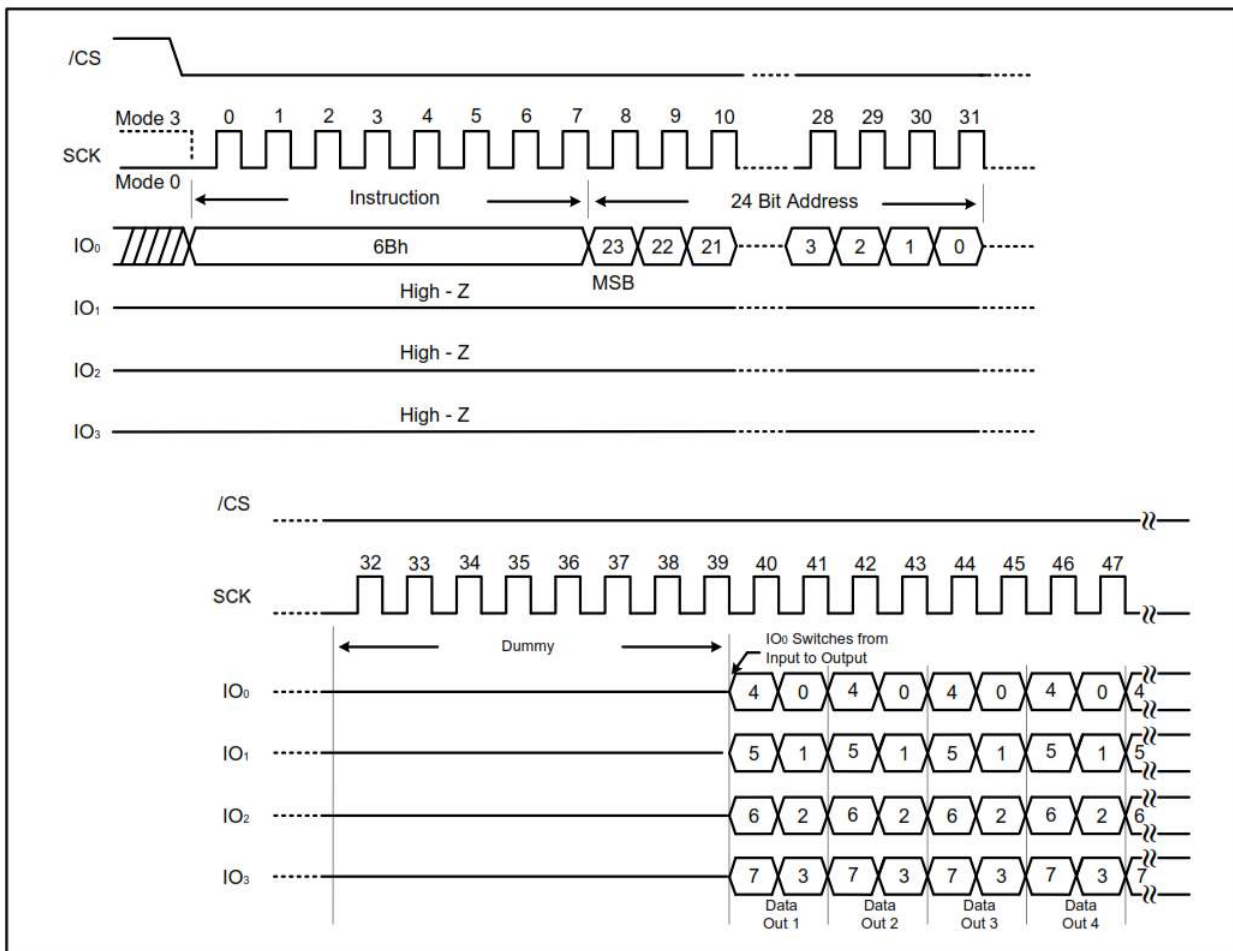 /CS
Mode 3 0 1 2 3 4 5 6 7 8 9 10 28 29 30 31
SCK
Mode 0
Instruction 24 Bit Address
IO₀ 6Bh 23 22 21 3 2 1 0
MSB
High - Z
IO₁
High - Z
IO₂
High - Z
IO₃
/CS
32 33 34 35 36 37 38 39 40 41 42 43 44 45 46 47
SCK
Dummy
IO₀ Switches from
Input to Output
IO₀ 4 0 4 0 4 0 4 0 4
IO₁ 5 1 5 1 5 1 5 1 5
IO₂ 6 2 6 2 6 2 6 2 6
IO₃ 7 3 7 3 7 3 7 3 7
Data Data Data Data
Out 1 Out 2 Out 3 Out 4